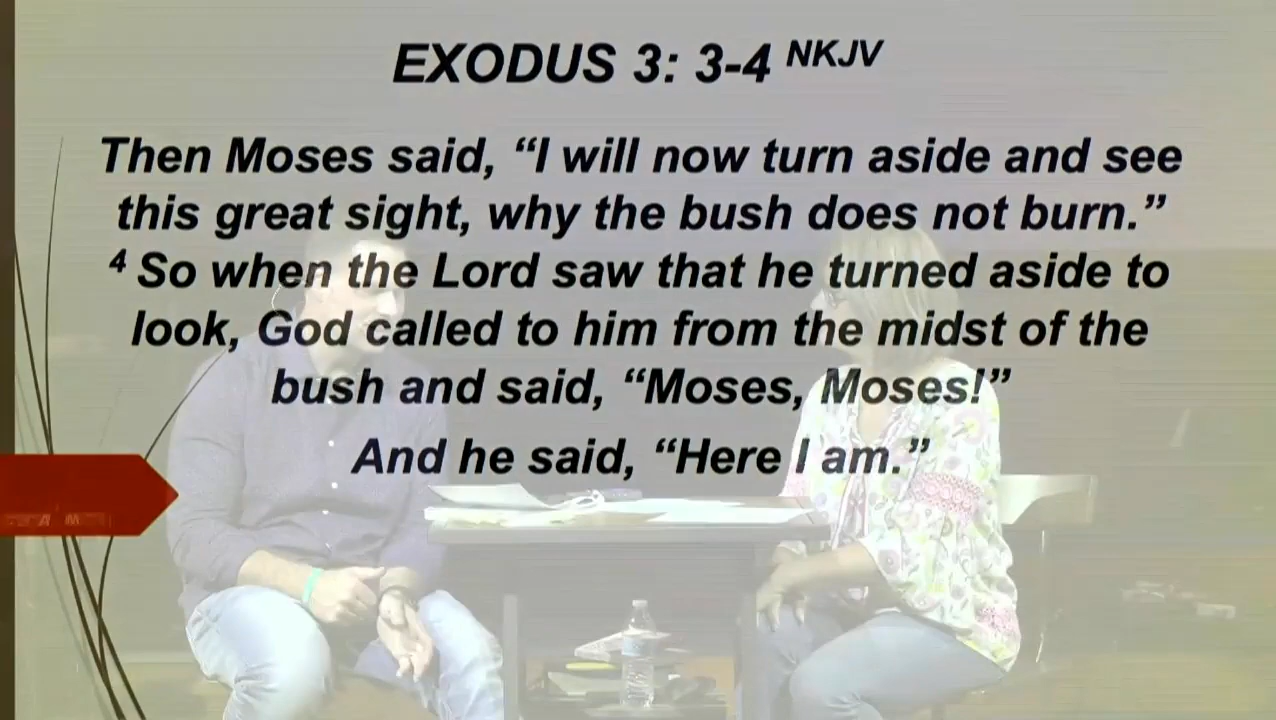 EXODUS 3: 3-4 NKJV
Then Moses said, “I will now turn aside and see
this great sight, why the bush does not burn.”
4 So when the Lord saw that he turned aside to
look, God called to him from the midst of the
bush and said, “Moses, Moses!”
And he said, “Here I am.”